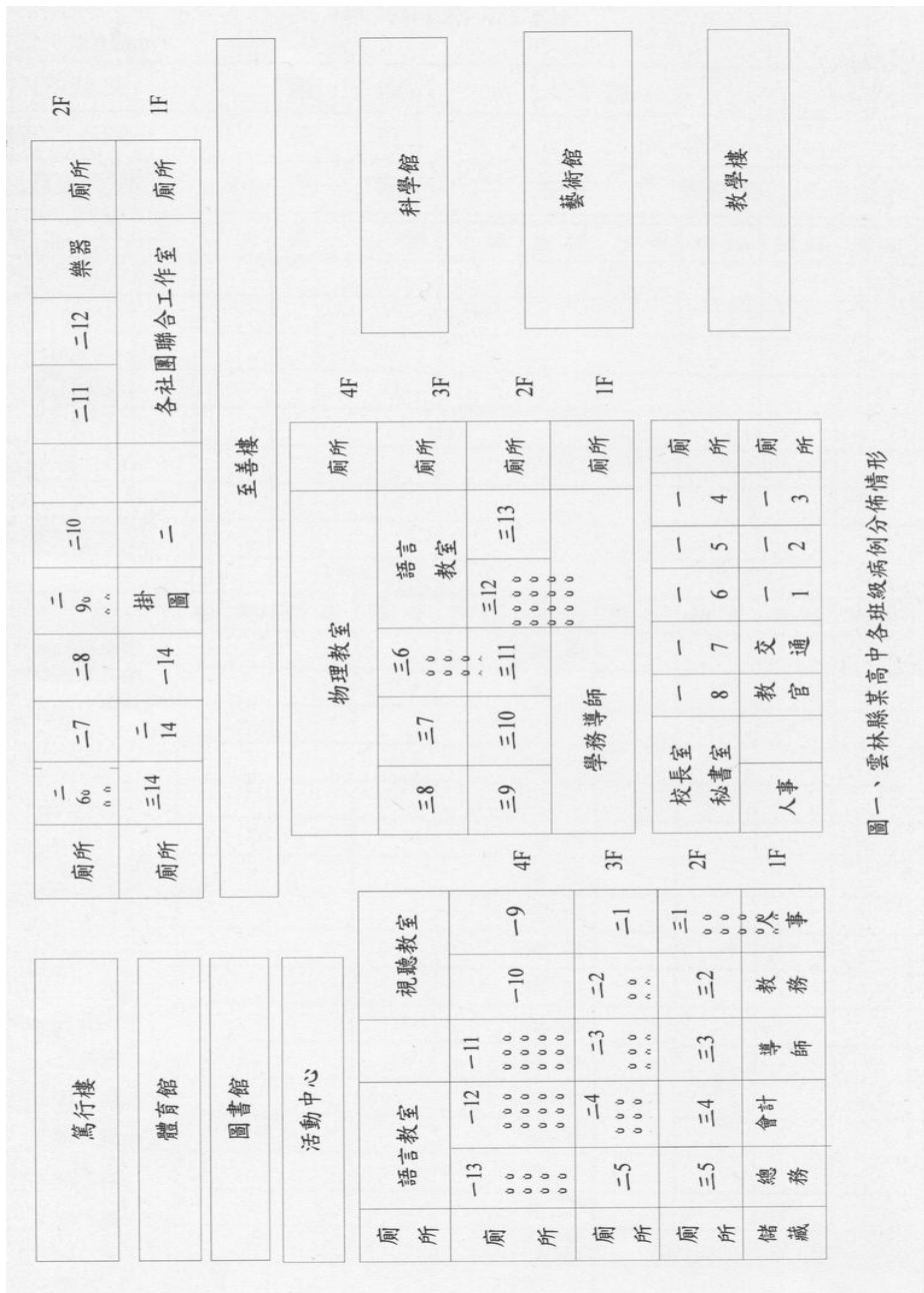 篤行樓
體育館
圖書館
活動中心
廁所 二6 二7 二8 二9 二10 二11 二12 樂器 廁所 2F
廁所 三14 二14 一14 掛圖 二 各社團聯合工作室 廁所 1F
至善樓
廁所 語言教室 視聽教室
廁所 一13 一12 一11 一10 一9 4F
廁所 二5 二4 二3 二2 二1 3F
廁所 三5 三4 三3 三2 三1 2F
儲藏 總務 會計 導師 教務 人事 1F
物理教室 廁所 4F
三8 三7 三6 語言教室 廁所 3F
三9 三10 三11 三12 三13 廁所 2F
學務導師 廁所 1F
校長室
秘書室 一8 一7 一6 一5 一4 廁所
人事 教官 交通 一1 一2 一3 廁所
科學館
藝術館
教學樓
圖一、雲林縣某高中各班級病例分佈情形